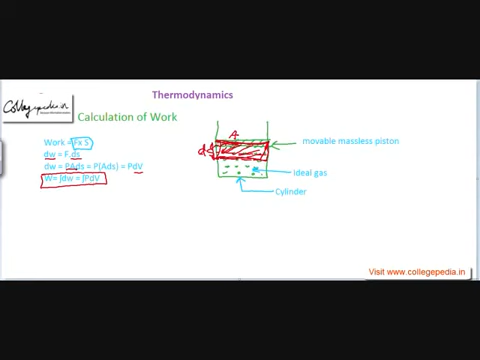 Thermodynamics
Collegepedia.in
Calculation of Work
Work = F x S
dw = F.ds
dw = PAds = P(Ads) = PdV
W= ∫dw = ∫PdV
A
ds
movable massless piston
ideal gas
Cylinder
Visit www.collegepedia.in